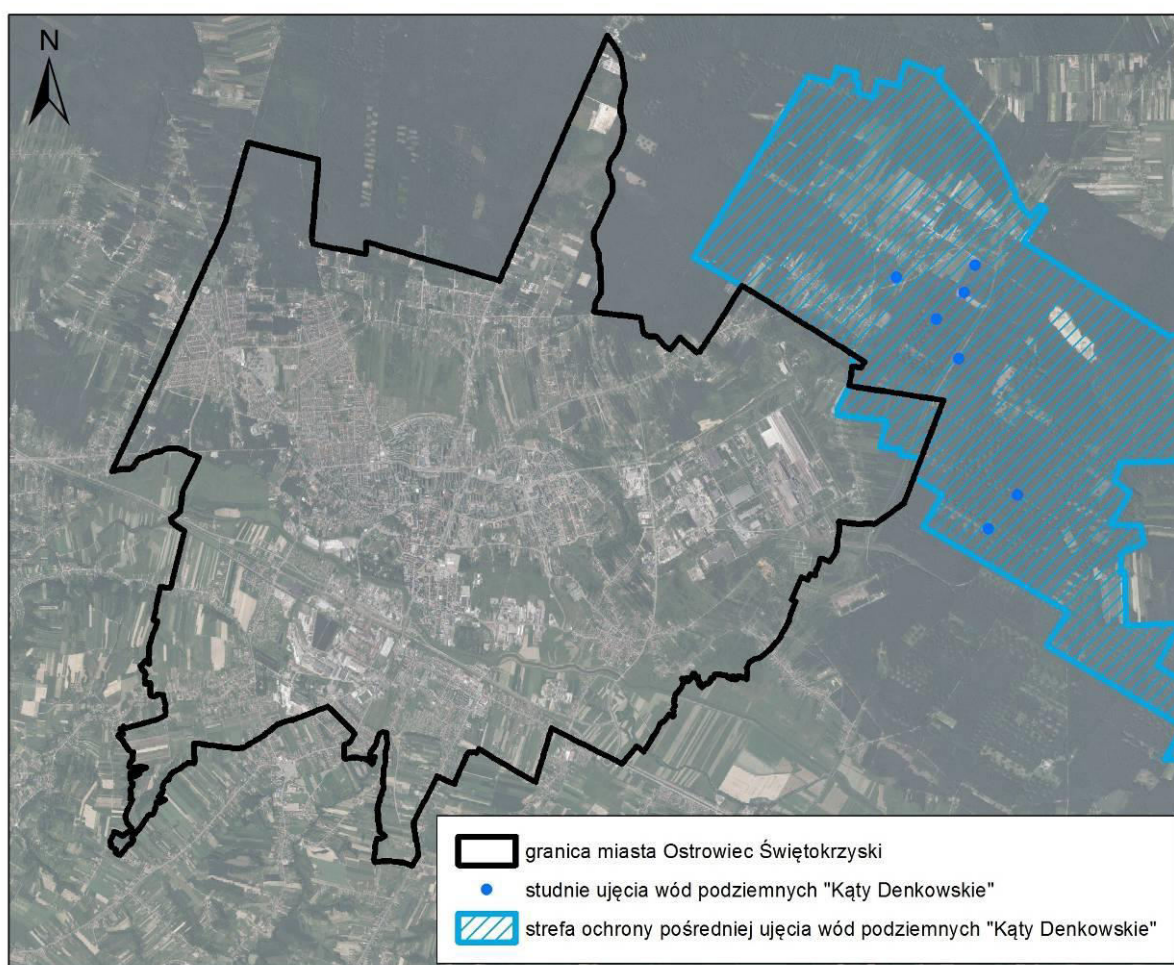 N
granica miasta Ostrowiec Świętokrzyski
studnie ujęcia wód podziemnych "Kąty Denkowskie"
strefa ochrony pośredniej ujęcia wód podziemnych "Kąty Denkowskie"